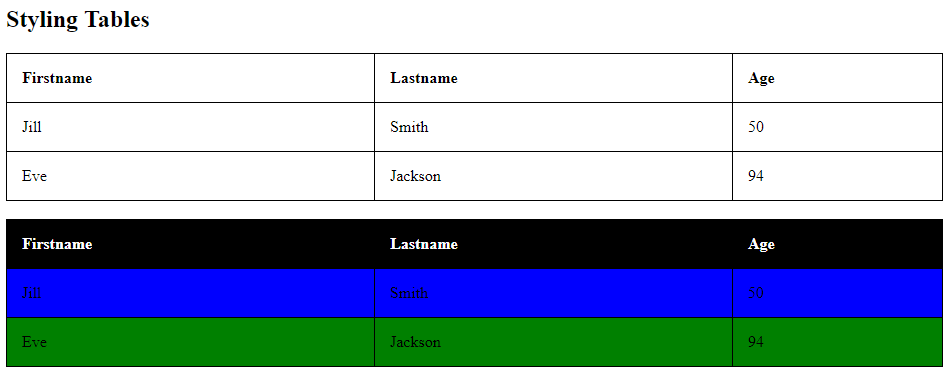 Styling Tables
Firstname Lastname Age
Jill Smith 50
Eve Jackson 94
Firstname Lastname Age
Jill Smith 50
Eve Jackson 94